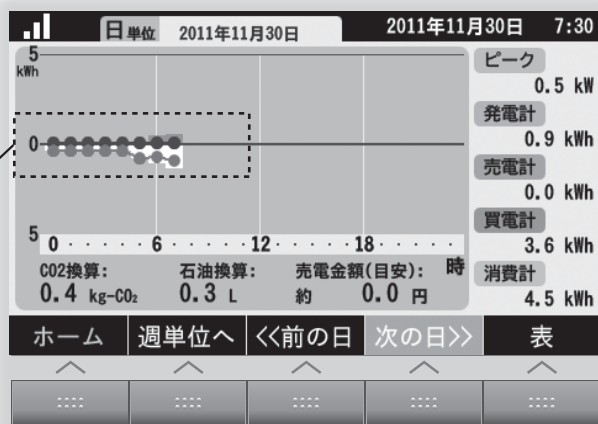 日単位 2011年11月30日 2011年11月30日 7:30
5
kWh
0
5
0 · · · · · 6 · · · · · 12 · · · · · 18 · · · · ·
時
CO2換算: 石油換算: 売電金額(目安):
0.4 kg-CO₂ 0.3 L 約 0.0 円
ピーク
0.5 kW
発電計
0.9 kWh
売電計
0.0 kWh
買電計
3.6 kWh
消費計
4.5 kWh
ホーム 週単位へ <<前の日 次の日>> 表